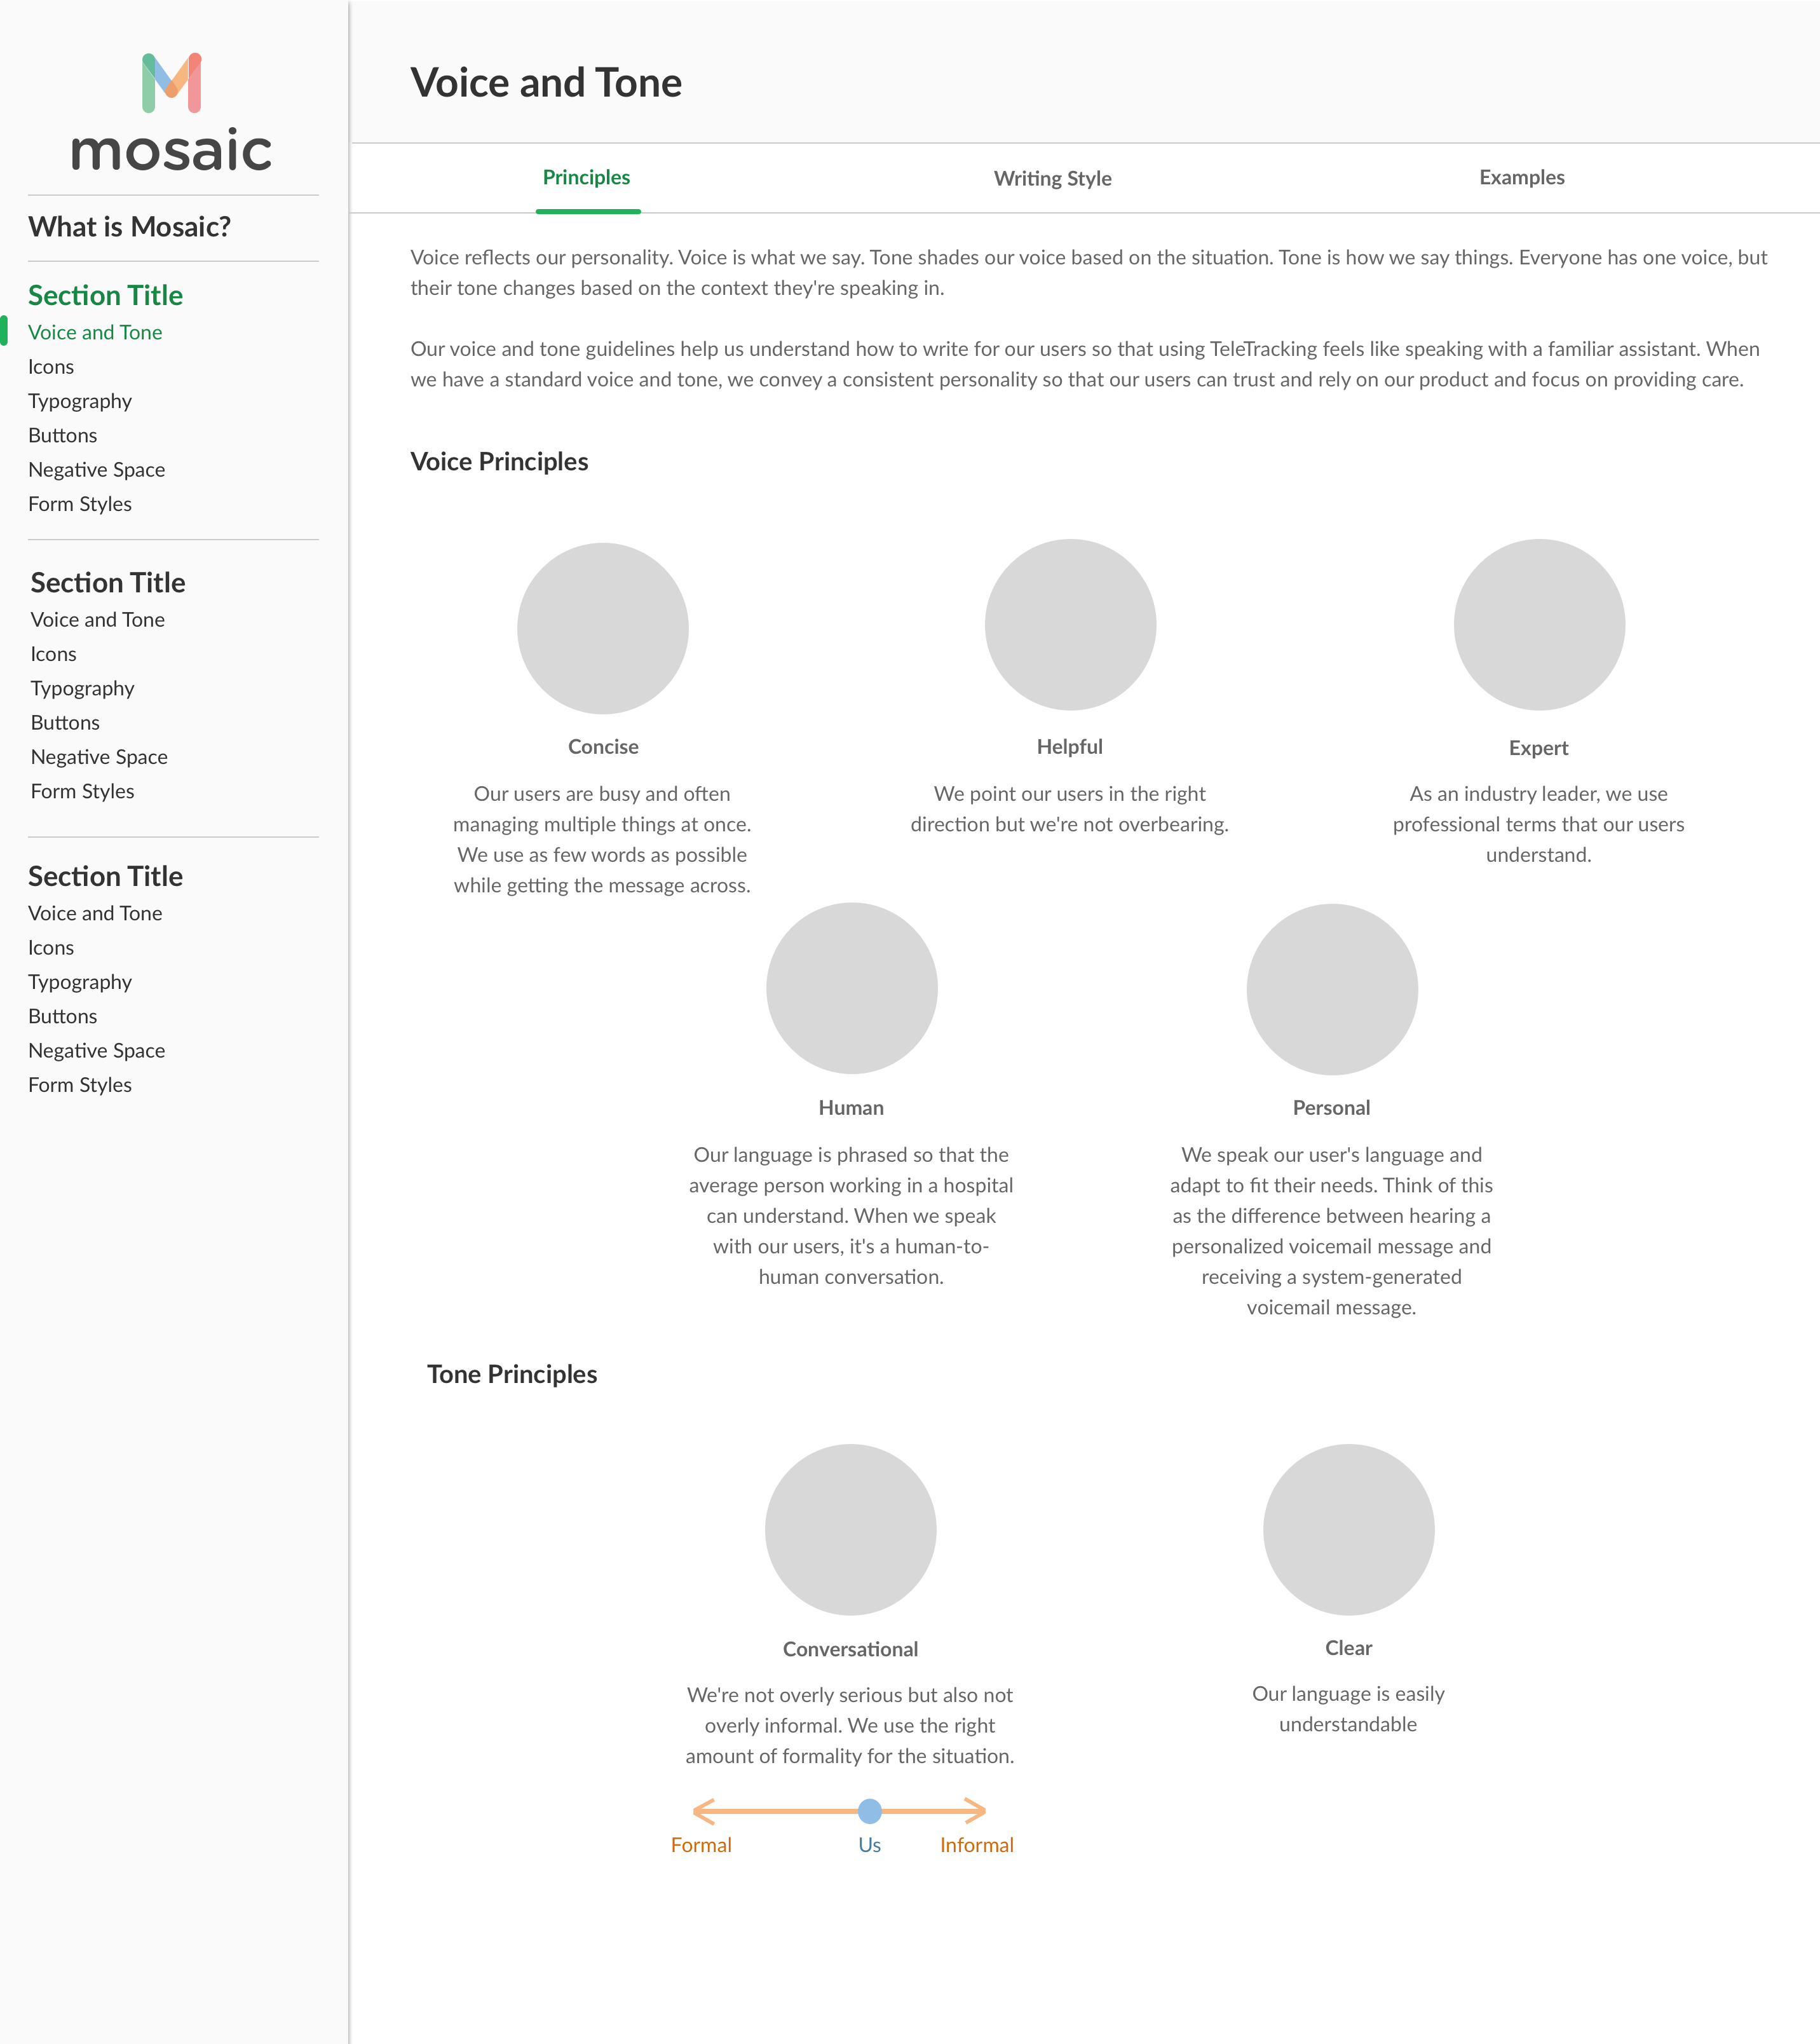 mosaic
What is Mosaic?
Section Title
Voice and Tone
Icons
Typography
Buttons
Negative Space
Form Styles
Section Title
Voice and Tone
Icons
Typography
Buttons
Negative Space
Form Styles
Section Title
Voice and Tone
Icons
Typography
Buttons
Negative Space
Form Styles
Voice and Tone
Principles
Writing Style
Examples
Voice reflects our personality. Voice is what we say. Tone shades our voice based on the situation. Tone is how we say things. Everyone has one voice, but
their tone changes based on the context they're speaking in.
Our voice and tone guidelines help us understand how to write for our users so that using TeleTracking feels like speaking with a familiar assistant. When
we have a standard voice and tone, we convey a consistent personality so that our users can trust and rely on our product and focus on providing care.
Voice Principles
Concise
Our users are busy and often
managing multiple things at once.
We use as few words as possible
while getting the message across.
Helpful
We point our users in the right
direction but we're not overbearing.
Expert
As an industry leader, we use
professional terms that our users
understand.
Human
Our language is phrased so that the
average person working in a hospital
can understand. When we speak
with our users, it's a human-to-
human conversation.
Personal
We speak our user's language and
adapt to fit their needs. Think of this
as the difference between hearing a
personalized voicemail message and
receiving a system-generated
voicemail message.
Tone Principles
Conversational
We're not overly serious but also not
overly informal. We use the right
amount of formality for the situation.
Formal
Us
Informal
Clear
Our language is easily
understandable